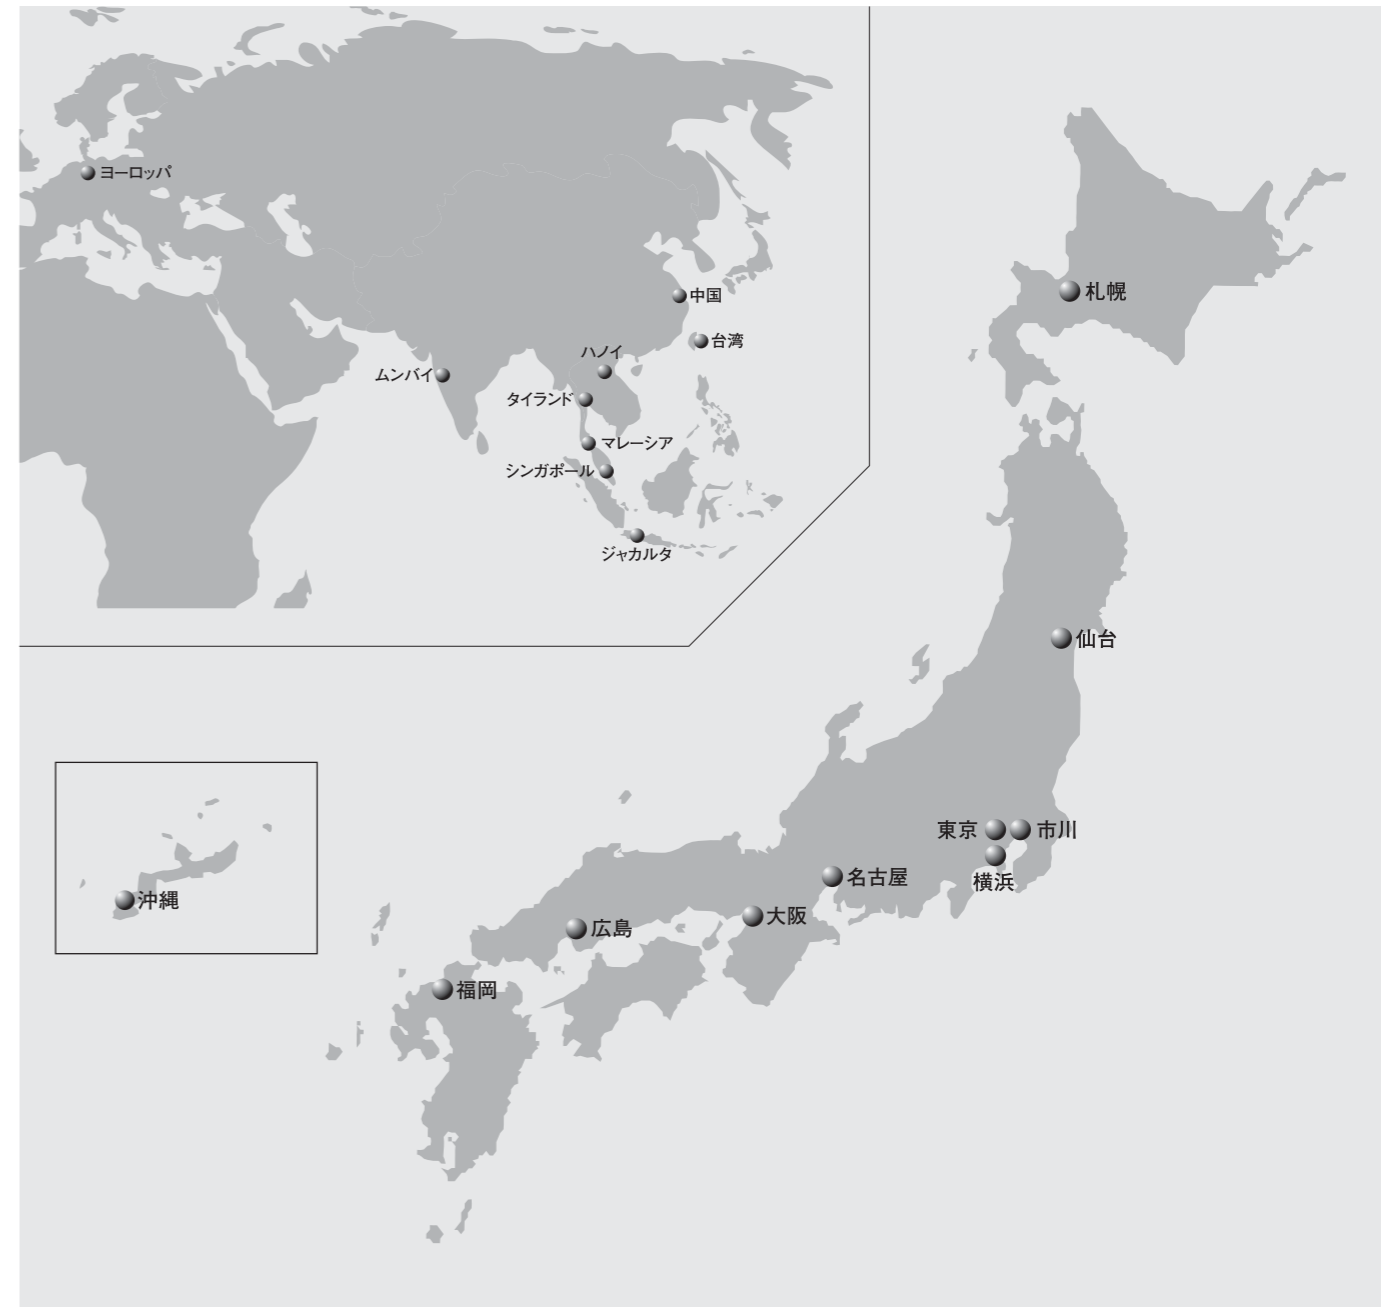 ヨーロッパ
中国
台湾
ハノイ
ムンバイ
タイランド
マレーシア
シンガポール
ジャカルタ
札幌
仙台
東京
市川
横浜
名古屋
大阪
広島
福岡
沖縄